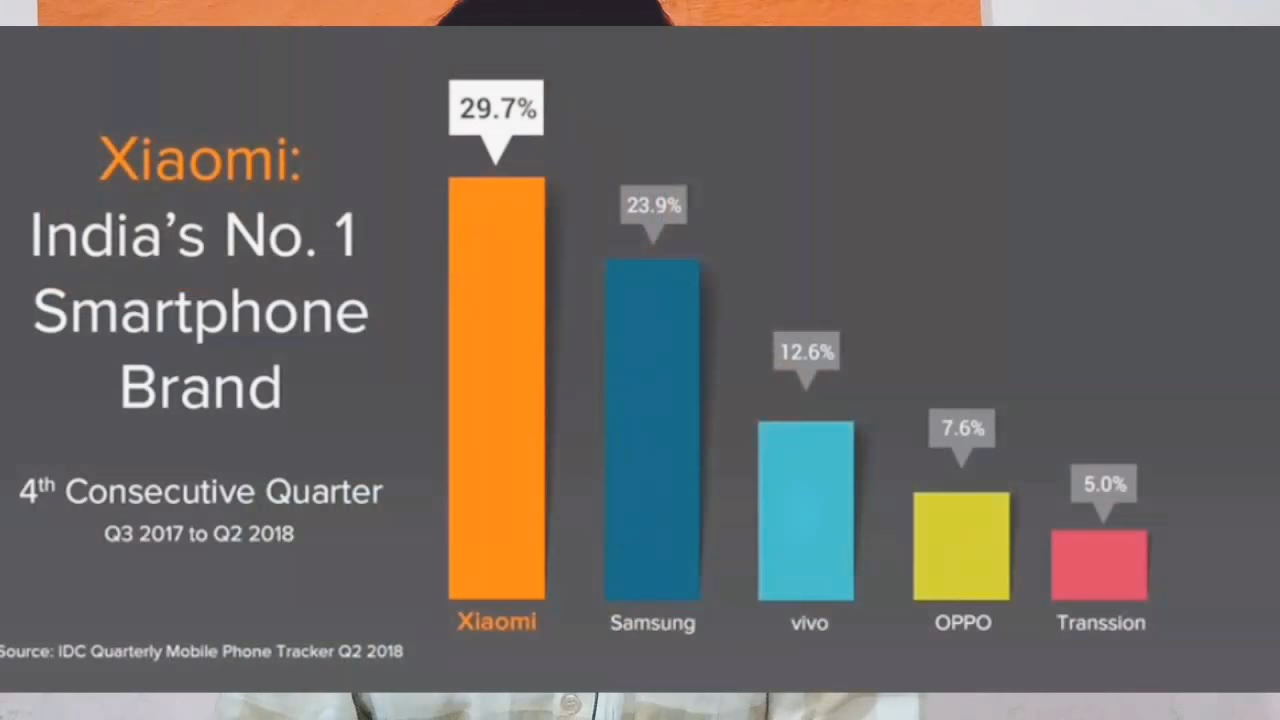 Xiaomi:
India's No. 1
Smartphone
Brand
4th Consecutive Quarter
Q3 2017 to Q2 2018
Source: IDC Quarterly Mobile Phone Tracker Q2 2018
29.7%
23.9%
12.6%
7.6%
5.0%
Xiaomi
Samsung
vivo
OPPO
Transsion